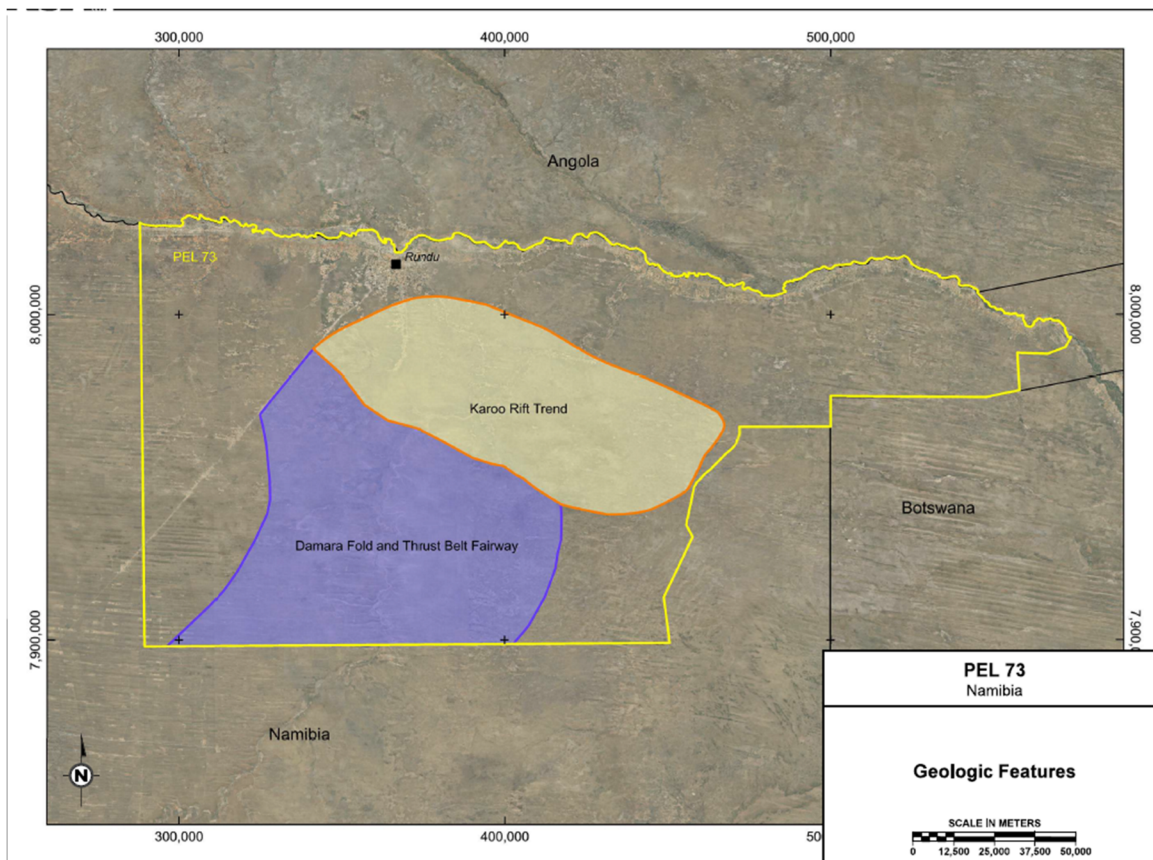 300,000
400,000
500,000
Angola
PEL 73
Rundu
8,000,000
8,000,000
Karoo Rift Trend
Botswana
Damara Fold and Thrust Belt Fairway
7,900,000
Namibia
N
300,000
400,000
PEL 73
Namibia
Geologic Features
SCALE IN METERS
0 12,500 25,000 37,500 50,000